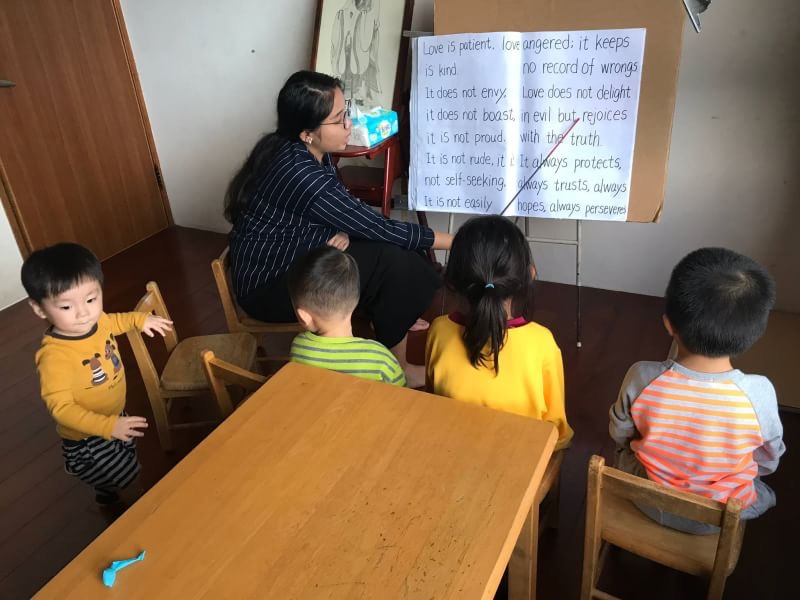 Love is patient, love
is kind.
It does not envy,
it does not boast,
it is not proud.
It is not rude, it i
not self-seeking,
It is not easily
angered; it keeps
no record of wrongs
Love does not delight
in evil but rejoices
with the truth.
It always protects,
always trusts, always
hopes, always perseveres